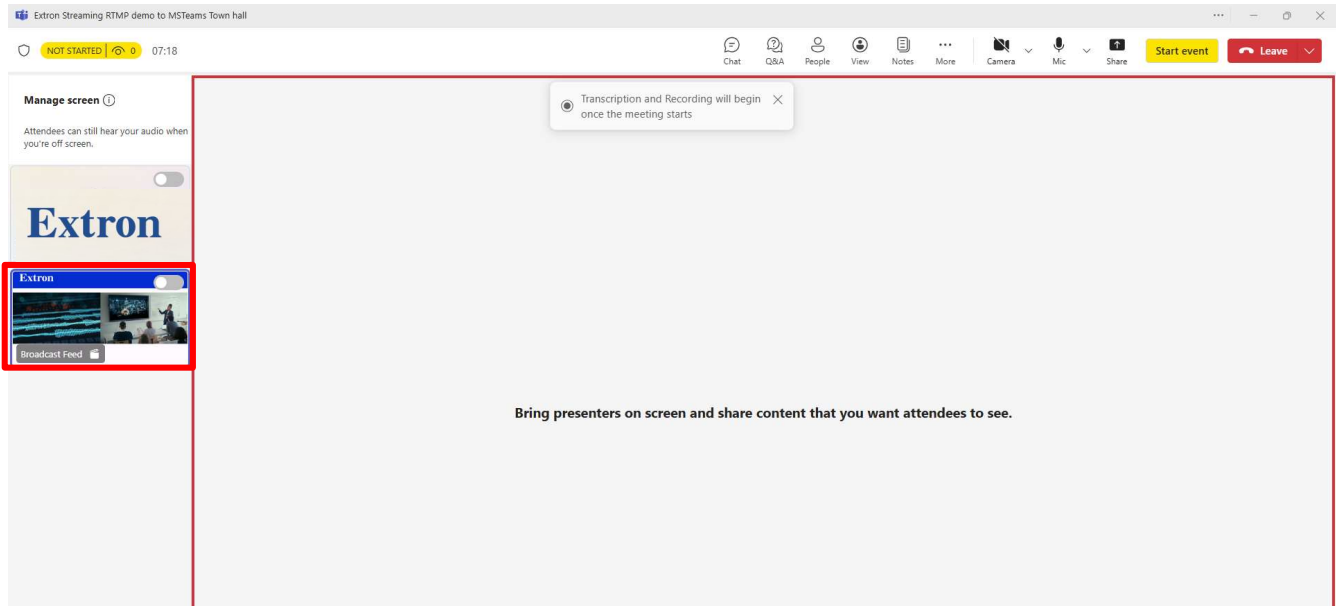 Extron Streaming RTMP demo to MSTeams Town hall
NOT STARTED 0 07:18
Chat Q&A People View Notes More Camera Mic Share Start event Leave
Manage screen
Attendees can still hear your audio when
you're off screen.
Transcription and Recording will begin
once the meeting starts
Extron
Extron
Broadcast Feed
Bring presenters on screen and share content that you want attendees to see.